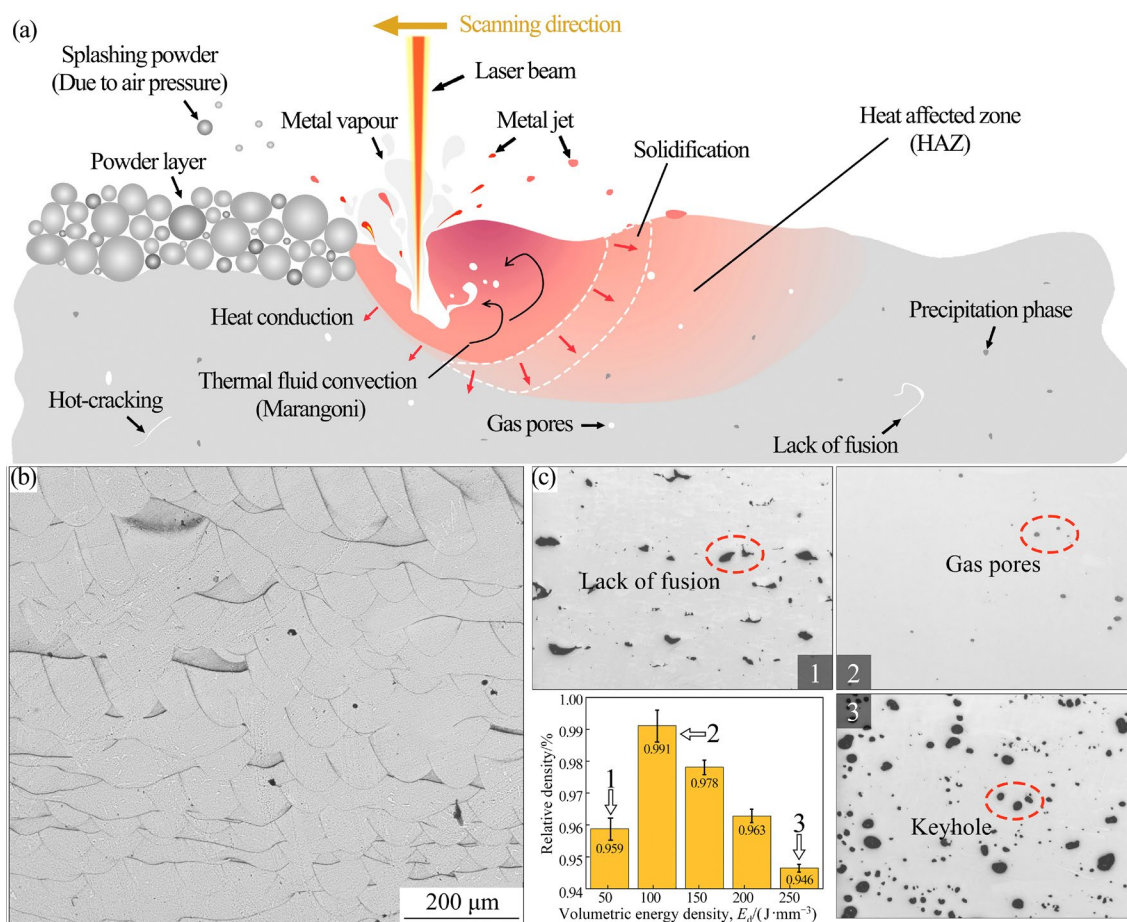 (a)
Scanning direction
Splashing powder
(Due to air pressure)
Laser beam
Metal vapour
Metal jet
Heat affected zone
(HAZ)
Solidification
Powder layer
Heat conduction
Precipitation phase
Thermal fluid convection
(Marangoni)
Hot-cracking
Gas pores
Lack of fusion
(b)
200 μm
(c)
Lack of fusion
1
Gas pores
2
Relative density/%
1.00
0.99
0.98
0.97
0.96
0.95
0.94
1
2
3
0.959
0.991
0.978
0.963
0.946
50
100
150
200
250
Volumetric energy density, Ed/(J·mm⁻³)
3
Keyhole